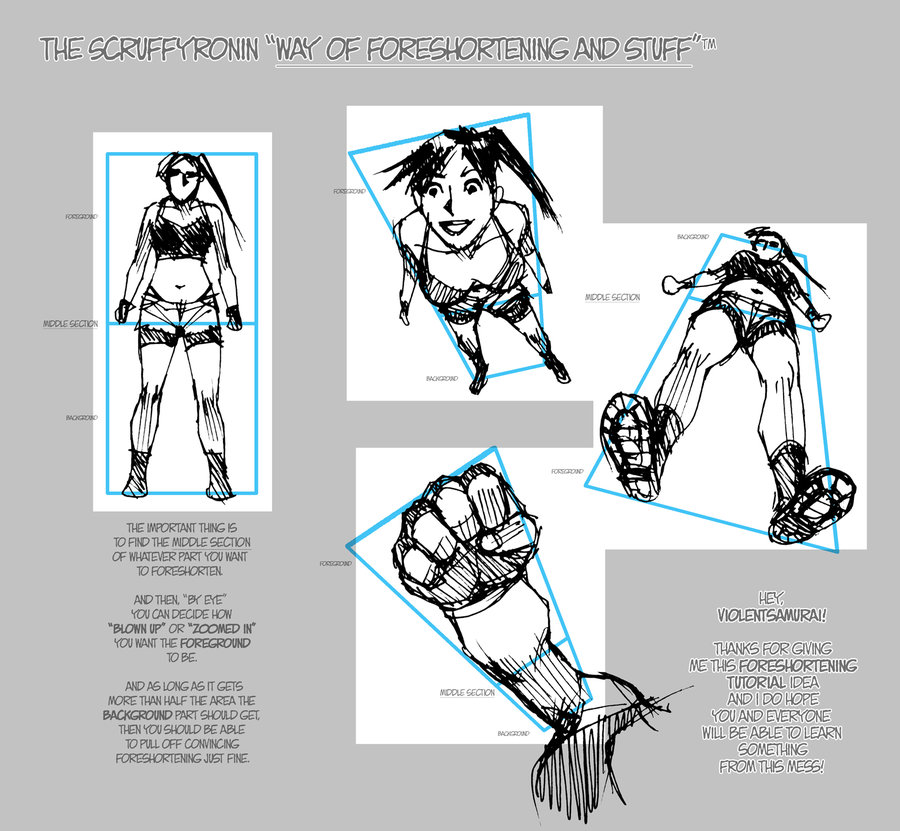 THE SCRUFFYRONIN "WAY OF FORESHORTENING AND STUFF"™
FOREGROUND
MIDDLE SECTION
BACKGROUND
FOREGROUND
BACKGROUND
BACKGROUND
MIDDLE SECTION
FOREGROUND
FOREGROUND
MIDDLE SECTION
BACKGROUND
THE IMPORTANT THING IS
TO FIND THE MIDDLE SECTION
OF WHATEVER PART YOU WANT
TO FORESHORTEN.
AND THEN, "BY EYE"
YOU CAN DECIDE HOW
"BLOWN UP" OR "ZOOMED IN"
YOU WANT THE FOREGROUND
TO BE.
AND AS LONG AS IT GETS
MORE THAN HALF THE AREA THE
BACKGROUND PART SHOULD GET,
THEN YOU SHOULD BE ABLE
TO PULL OFF CONVINCING
FORESHORTENING JUST FINE.
HEY,
VIOLENTSAMURAI!
THANKS FOR GIVING
ME THIS FORESHORTENING
TUTORIAL IDEA
AND I DO HOPE
YOU AND EVERYONE
WILL BE ABLE TO LEARN
SOMETHING
FROM THIS MESS!